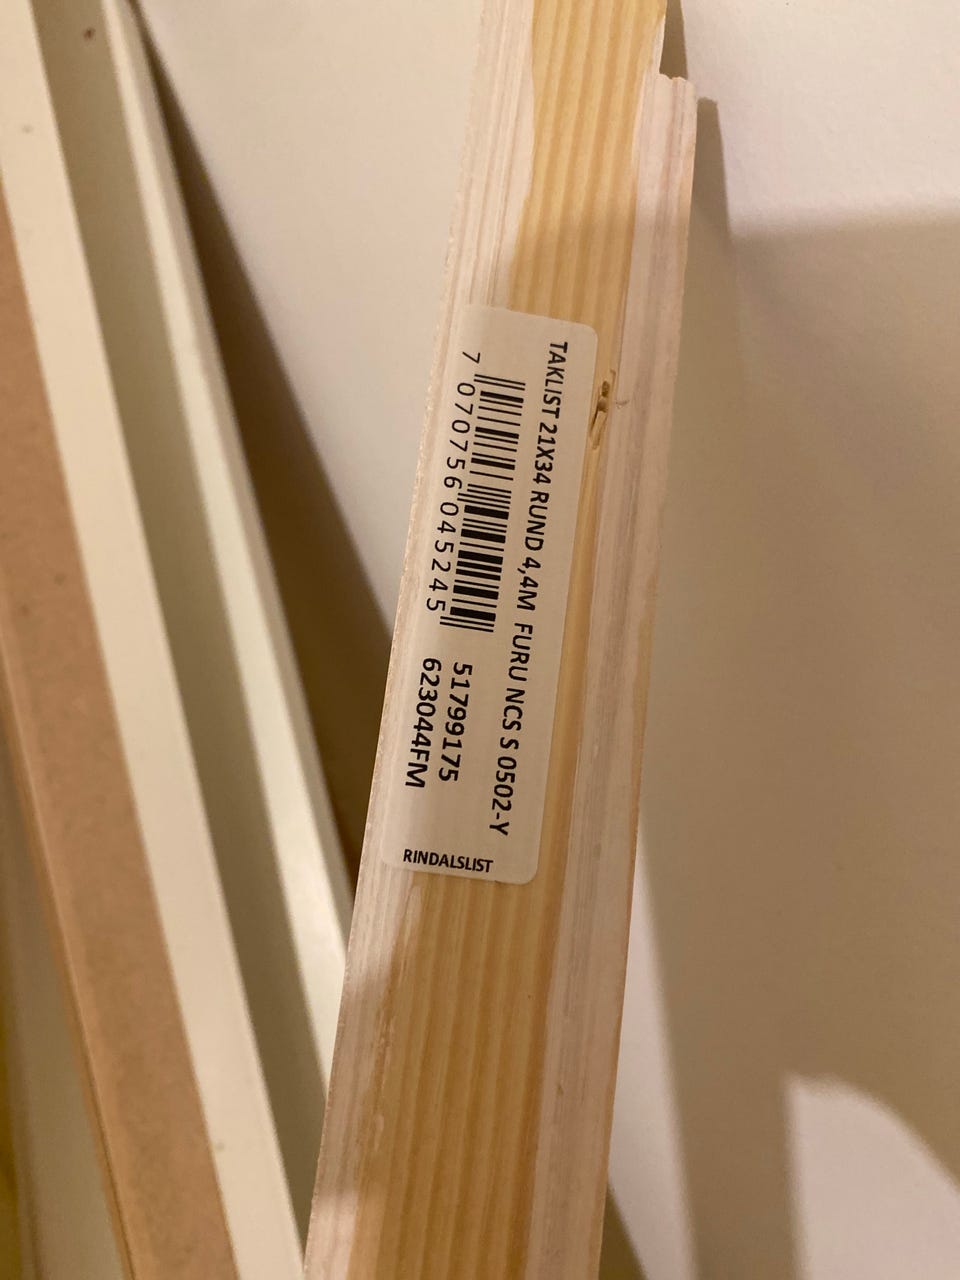 TAKLIST 21X34 RUND 4,4M FURU NCS S 0502-Y
7 070756 045245
51799175
623044FM
RINDALSLIST